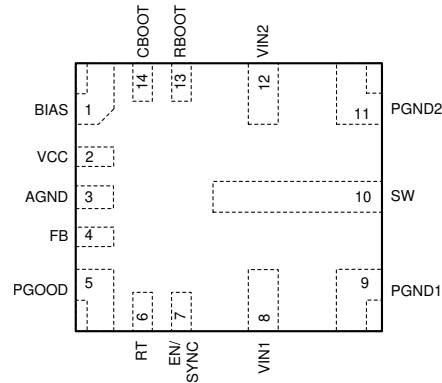 CBOOT
RBOOT
VIN2
14
13
12
BIAS
1
11
PGND2
VCC
2
AGND
3
10
SW
FB
4
PGOOD
5
9
PGND1
6
7
8
RT
EN/
SYNC
VIN1